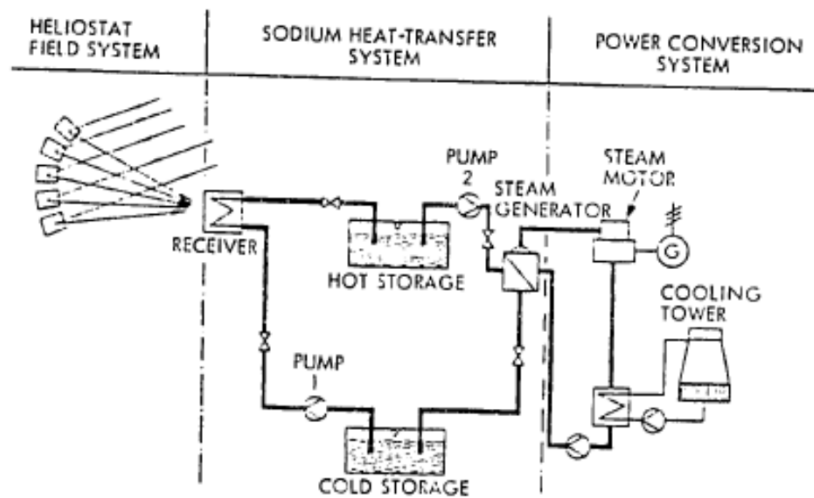 HELIOSTAT
FIELD SYSTEM
SODIUM HEAT-TRANSFER
SYSTEM
POWER CONVERSION
SYSTEM
PUMP
2
STEAM
GENERATOR
STEAM
MOTOR
RECEIVER
HOT STORAGE
G
COOLING
TOWER
PUMP
1
COLD STORAGE